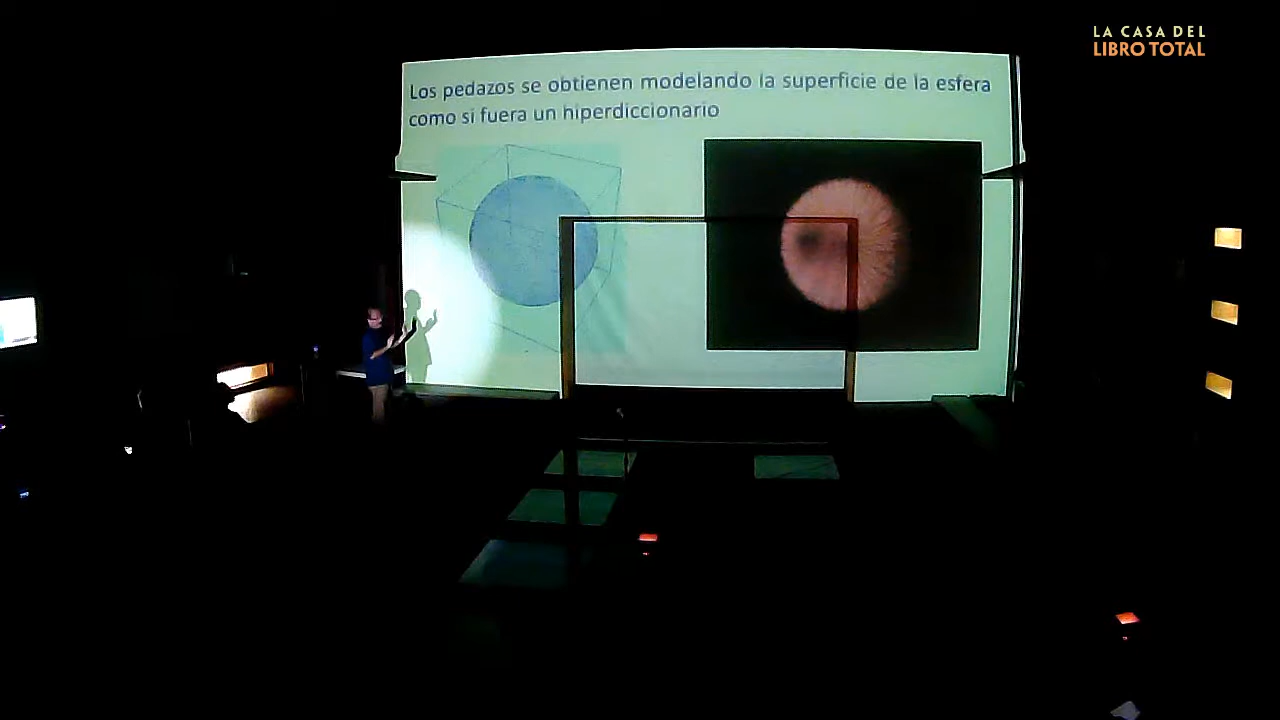 LA CASA DEL
LIBRO TOTAL
Los pedazos se obtienen modelando la superficie de la esfera
como si fuera un hiperdiccionario